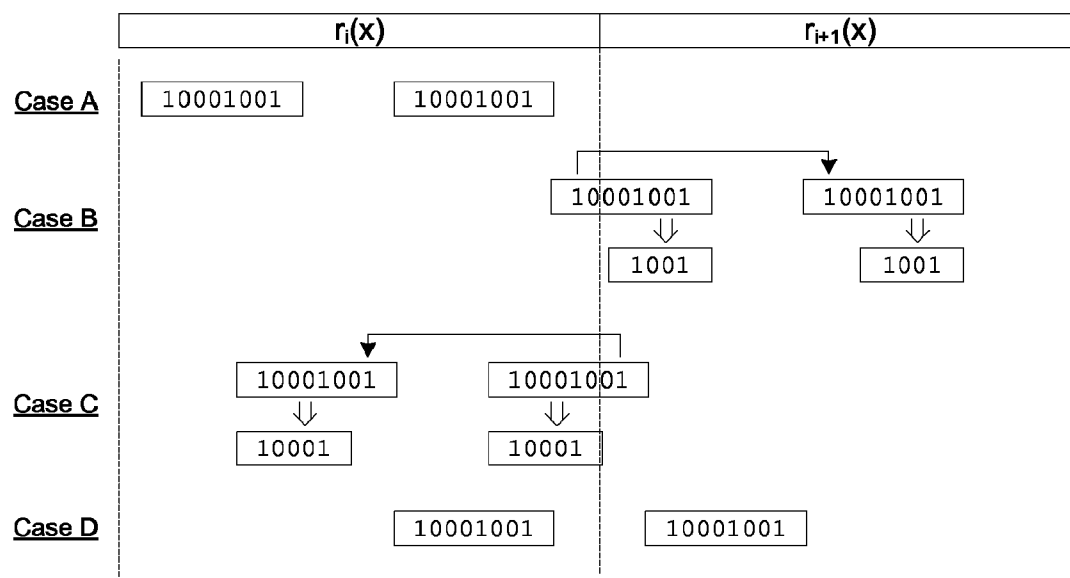 rᵢ(x) rᵢ₊₁(x)
Case A 10001001 10001001
10001001 10001001
Case B
1001 1001
10001001 10001001
Case C
10001 10001
Case D 10001001 10001001